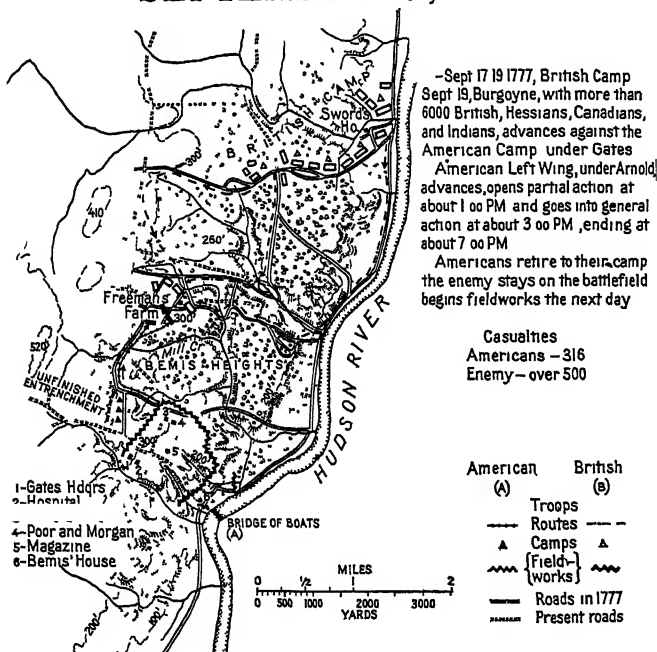 -Sept 17 19 1777, British Camp
Sept 19, Burgoyne, with more than
6000 British, Hessians, Canadians,
and Indians, advances against the
American Camp under Gates
American Left Wing, under Arnold,
advances, opens partial action at
about 1 00 PM and goes into general
action at about 3 00 PM, ending at
about 7 00 PM
Americans retire to their camp
the enemy stays on the battlefield
begins fieldworks the next day
Casualties
Americans - 316
Enemy - over 500
BRITISH CAMP
Swords
Ho.
200'
410
250'
Freemans
Farm
300'
Mill Cr.
BEMIS HEIGHTS
520'
UNFINISHED
ENTRENCHMENT
300'
4
5
200'
HUDSON RIVER
1-Gates Hdqrs
2-Hospital
4-Poor and Morgan
5-Magazine
6-Bemis' House
BRIDGE OF BOATS
(A)
200'
100'
MILES
0 1/2 1 2
0 500 1000 2000 3000
YARDS
American British
(A) (B)
Troops
Routes
Camps
Field-
works
Roads in 1777
Present roads